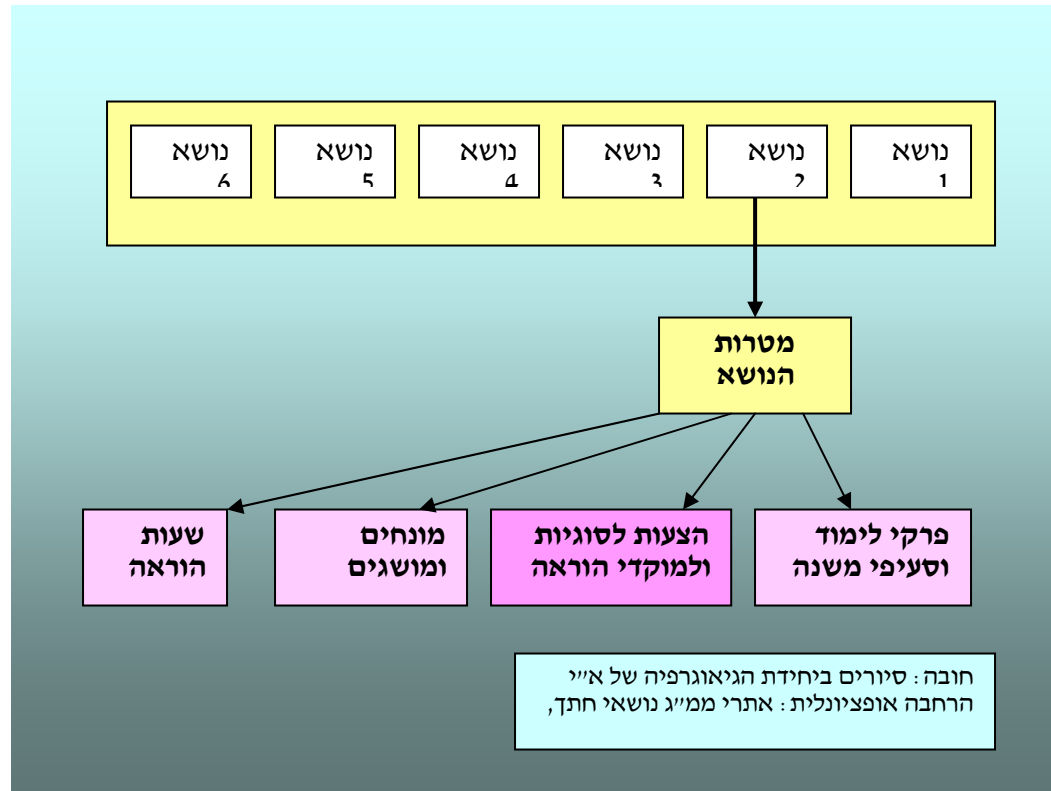 נושא
1
נושא
2
נושא
3
נושא
4
נושא
5
נושא
6
מטרות
הנושא
פרקי לימוד
וסעיפי משנה
הצעות לסוגיות
ולמוקדי הוראה
מונחים
ומושגים
שעות
הוראה
חובה: סיורים ביחידת הגיאוגרפיה של א״י
הרחבה אופציונלית: אתרי ממ״ג נושאי חתך,